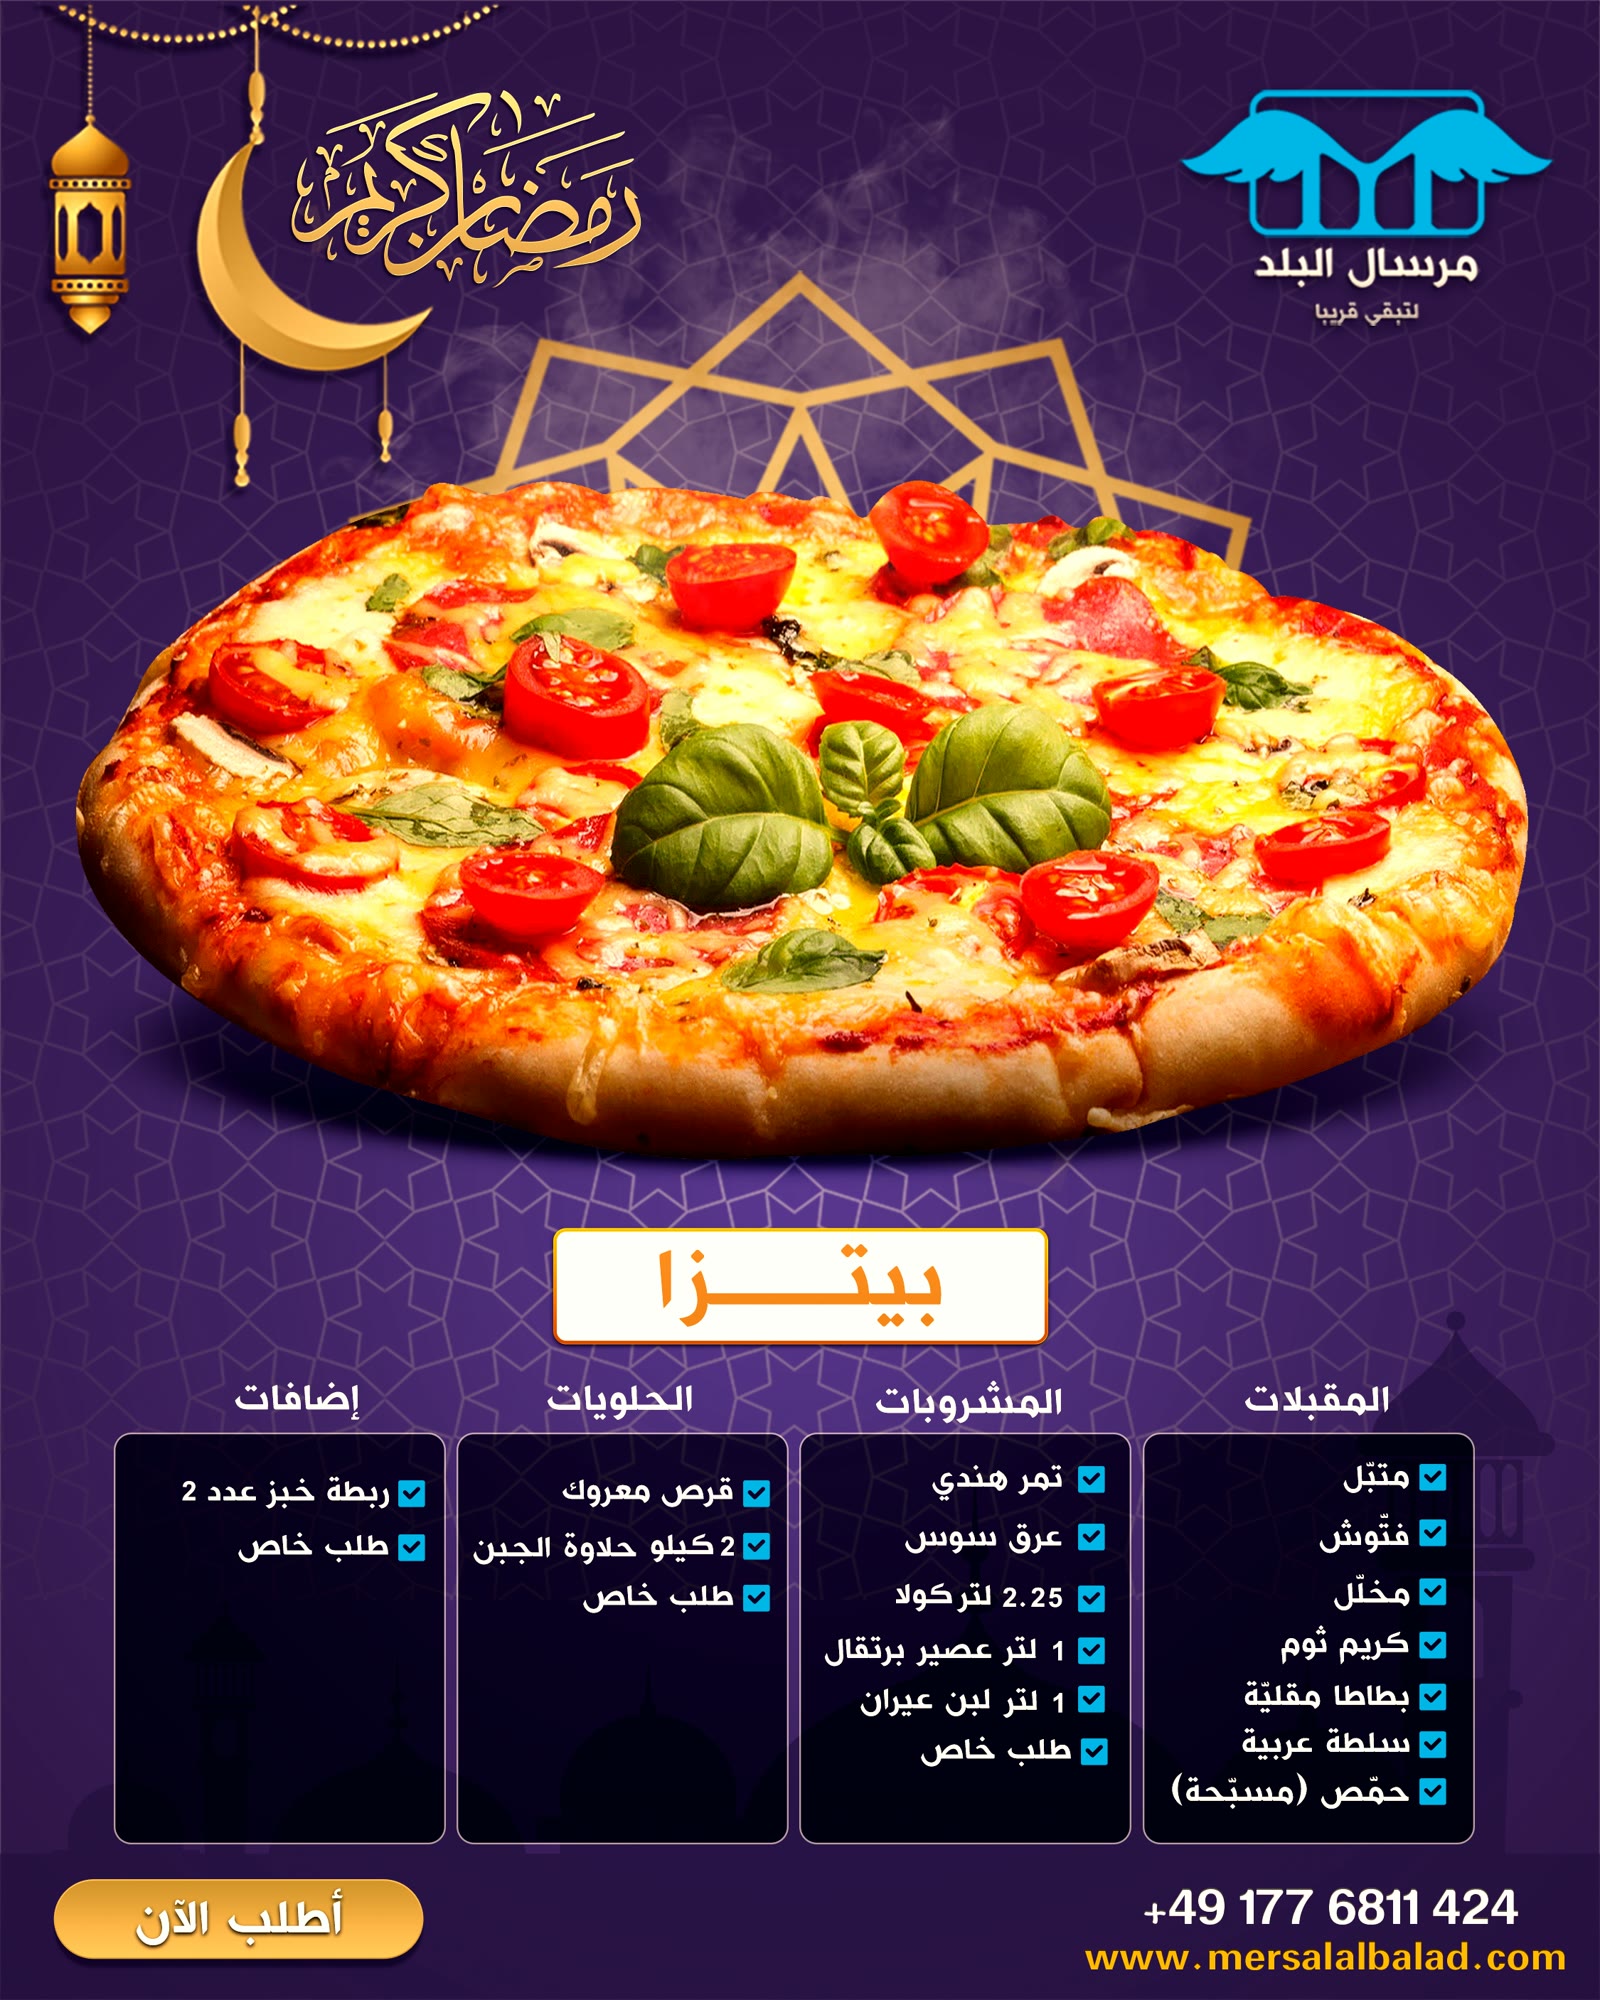 رمضان كريم
مرسال البلد
لتبقي قريبا
بيتـــــزا
المقبلات
متبّل
فتّوش
مخلّل
كريم ثوم
بطاطا مقليّة
سلطة عربية
حمّص (مسبّحة)
المشروبات
تمر هندي
عرق سوس
2.25 لتر كولا
1 لتر عصير برتقال
1 لتر لبن عيران
طلب خاص
الحلويات
قرص معروك
2 كيلو حلاوة الجبن
طلب خاص
إضافات
ربطة خبز عدد 2
طلب خاص
+49 177 6811 424
www.mersalalbalad.com
أطلب الآن